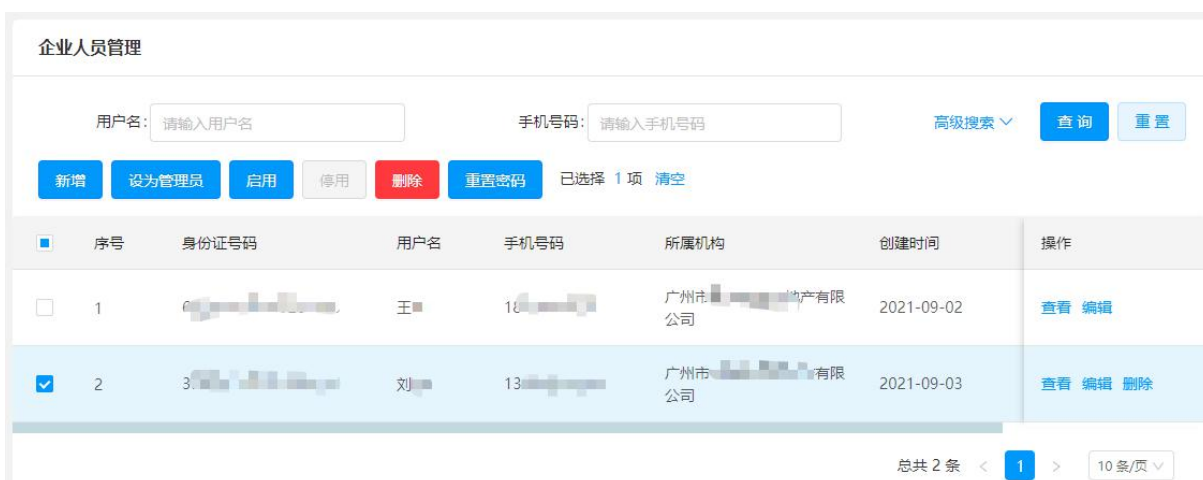 企业人员管理
用户名: 请输入用户名 手机号码: 请输入手机号码 高级搜索 查询 重置
新增 设为管理员 启用 停用 删除 重置密码 已选择 1 项 清空
序号 身份证号码 用户名 手机号码 所属机构 创建时间 操作
1 王 18 广州市 产有限 2021-09-02 查看 编辑
公司
2 3 刘 13 广州市 有限 2021-09-03 查看 编辑 删除
公司
总共 2 条 < 1 > 10 条/页